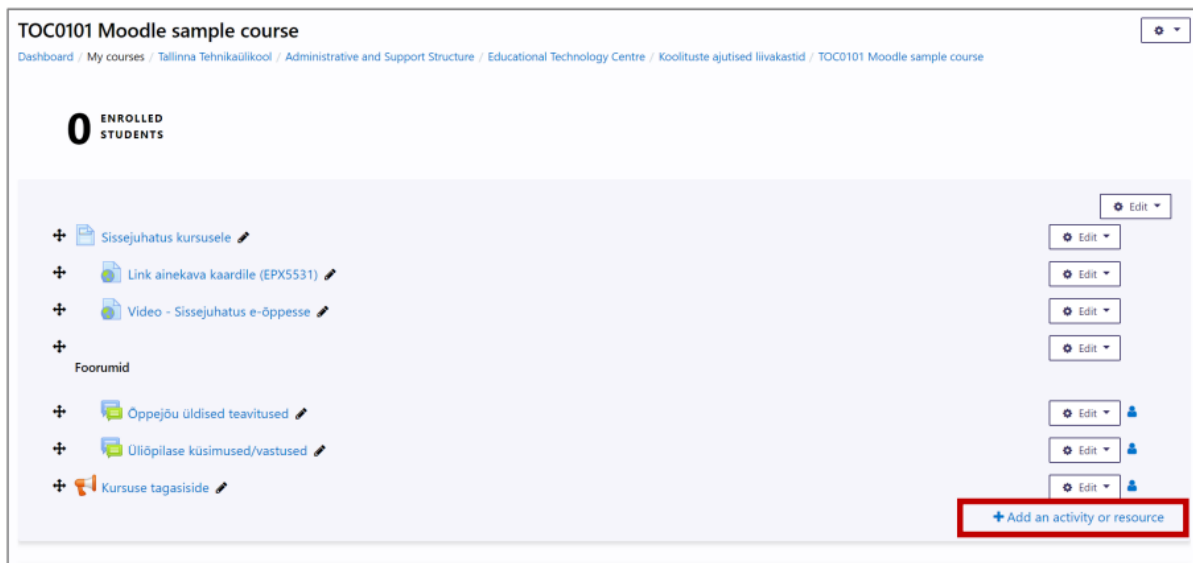 TOC0101 Moodle sample course
Dashboard / My courses / Tallinna Tehnikaülikool / Administrative and Support Structure / Educational Technology Centre / Koolituste ajutised liivakastid / TOC0101 Moodle sample course
0 ENROLLED
STUDENTS
Edit
Sissejuhatus kursusele Edit
Link ainekava kaardile (EPX5531) Edit
Video - Sissejuhatus e-õppesse Edit
Edit
Foorumid
Õppejõu üldised teavitused Edit
Üliõpilase küsimused/vastused Edit
Kursuse tagasiside Edit
+ Add an activity or resource